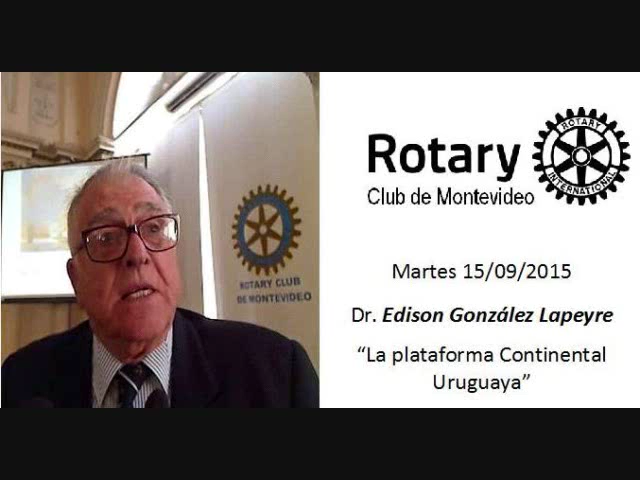 ROTARY CLUB
DE MONTEVIDEO
Rotary
Club de Montevideo
ROTARY
INTERNATIONAL
Martes 15/09/2015
Dr. Edison González Lapeyre
“La plataforma Continental
Uruguaya”